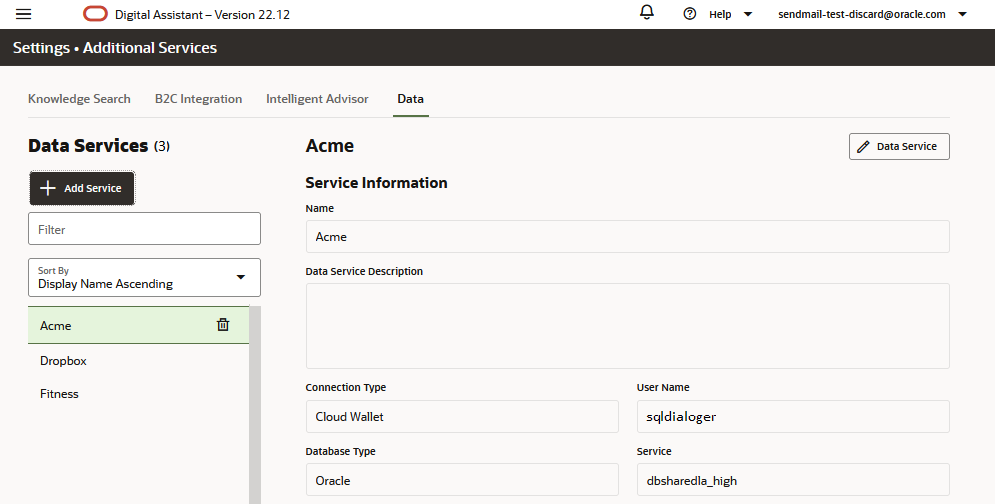 Digital Assistant – Version 22.12
Help
sendmail-test-discard@oracle.com
Settings • Additional Services
Knowledge Search
B2C Integration
Intelligent Advisor
Data
Data Services (3)
Add Service
Filter
Sort By
Display Name Ascending
Acme
Dropbox
Fitness
Acme
Data Service
Service Information
Name
Acme
Data Service Description
Connection Type
Cloud Wallet
User Name
sqldialoger
Database Type
Oracle
Service
dbsharedla_high